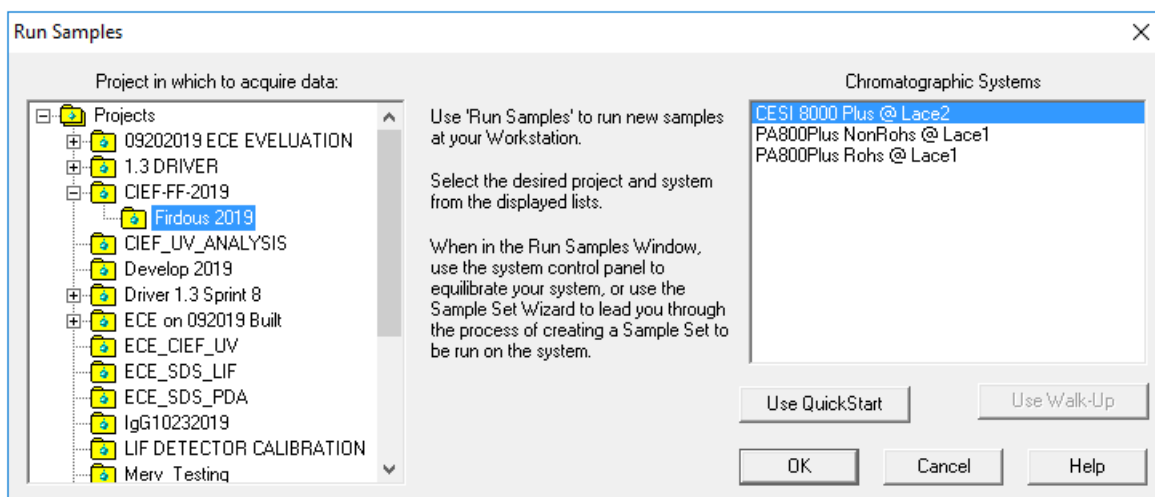 Run Samples
Project in which to acquire data:
Projects
09202019 ECE EVELUATION
1.3 DRIVER
CIEF-FF-2019
Firdous 2019
CIEF_UV_ANALYSIS
Develop 2019
Driver 1.3 Sprint 8
ECE on 092019 Built
ECE_CIEF_UV
ECE_SDS_LIF
ECE_SDS_PDA
IgG10232019
LIF DETECTOR CALIBRATION
Merv_Testing
Use 'Run Samples' to run new samples
at your Workstation.
Select the desired project and system
from the displayed lists.
When in the Run Samples Window,
use the system control panel to
equilibrate your system, or use the
Sample Set Wizard to lead you through
the process of creating a Sample Set to
be run on the system.
Chromatographic Systems
CESI 8000 Plus @ Lace2
PA800Plus NonRohs @ Lace1
PA800Plus Rohs @ Lace1
Use QuickStart
Use Walk-Up
OK
Cancel
Help